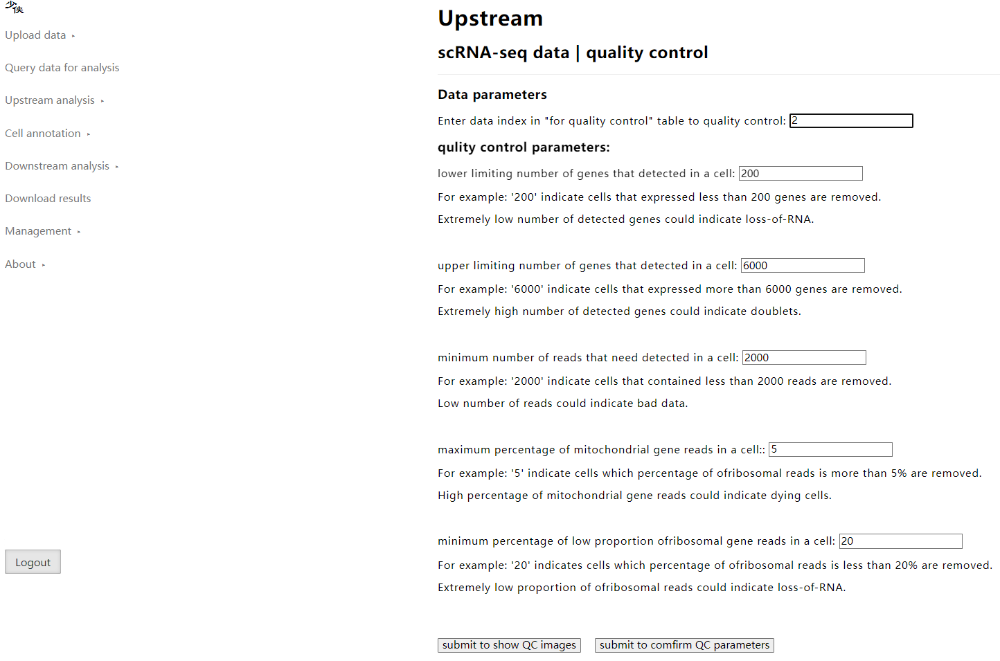 少侠
Upload data ▸
Query data for analysis
Upstream analysis ▸
Cell annotation ▸
Downstream analysis ▸
Download results
Management ▸
About ▸
Logout
Upstream
scRNA-seq data | quality control
Data parameters
Enter data index in "for quality control" table to quality control: 2
qulity control parameters:
lower limiting number of genes that detected in a cell: 200
For example: '200' indicate cells that expressed less than 200 genes are removed.
Extremely low number of detected genes could indicate loss-of-RNA.
upper limiting number of genes that detected in a cell: 6000
For example: '6000' indicate cells that expressed more than 6000 genes are removed.
Extremely high number of detected genes could indicate doublets.
minimum number of reads that need detected in a cell: 2000
For example: '2000' indicate cells that contained less than 2000 reads are removed.
Low number of reads could indicate bad data.
maximum percentage of mitochondrial gene reads in a cell:: 5
For example: '5' indicate cells which percentage of ofribosomal reads is more than 5% are removed.
High percentage of mitochondrial gene reads could indicate dying cells.
minimum percentage of low proportion ofribosomal gene reads in a cell: 20
For example: '20' indicates cells which percentage of ofribosomal reads is less than 20% are removed.
Extremely low proportion of ofribosomal reads could indicate loss-of-RNA.
submit to show QC images submit to comfirm QC parameters